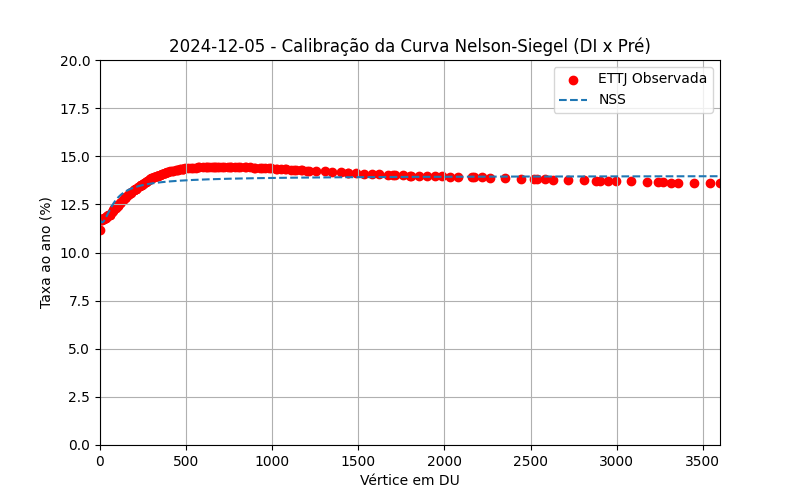 2024-12-05 - Calibração da Curva Nelson-Siegel (DI x Pré)
ETTJ Observada
NSS
Taxa ao ano (%)
20.0
17.5
15.0
12.5
10.0
7.5
5.0
2.5
0.0
0 500 1000 1500 2000 2500 3000 3500
Vértice em DU